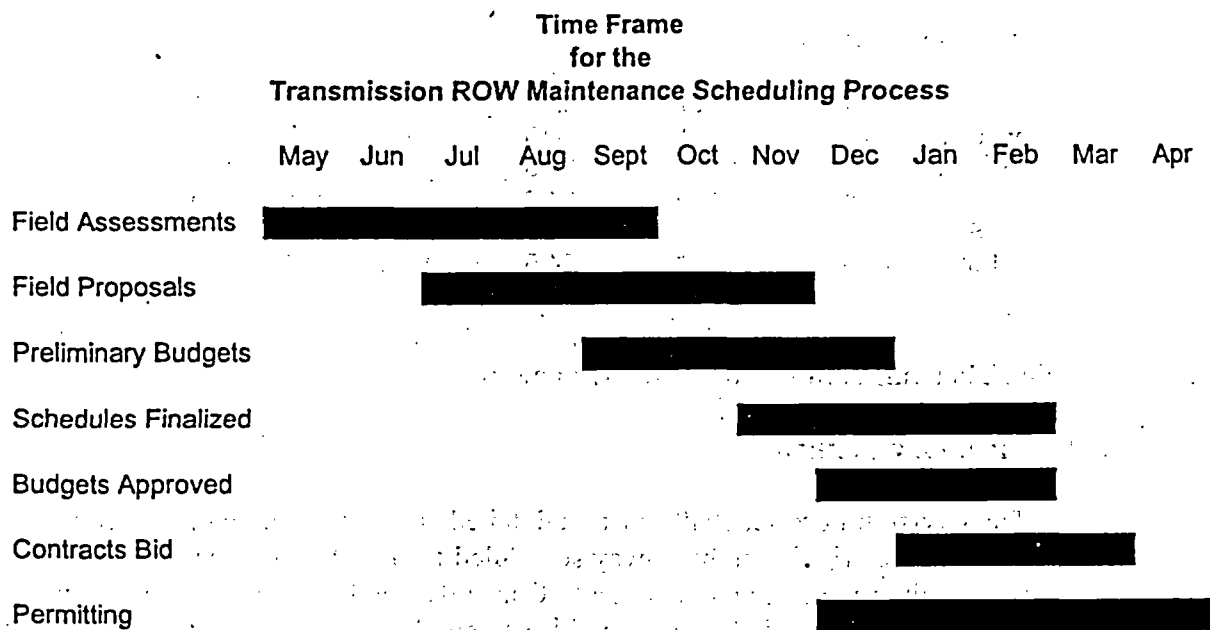 Time Frame
for the
Transmission ROW Maintenance Scheduling Process
May Jun Jul Aug Sept Oct Nov Dec Jan Feb Mar Apr
Field Assessments
Field Proposals
Preliminary Budgets
Schedules Finalized
Budgets Approved
Contracts Bid
Permitting